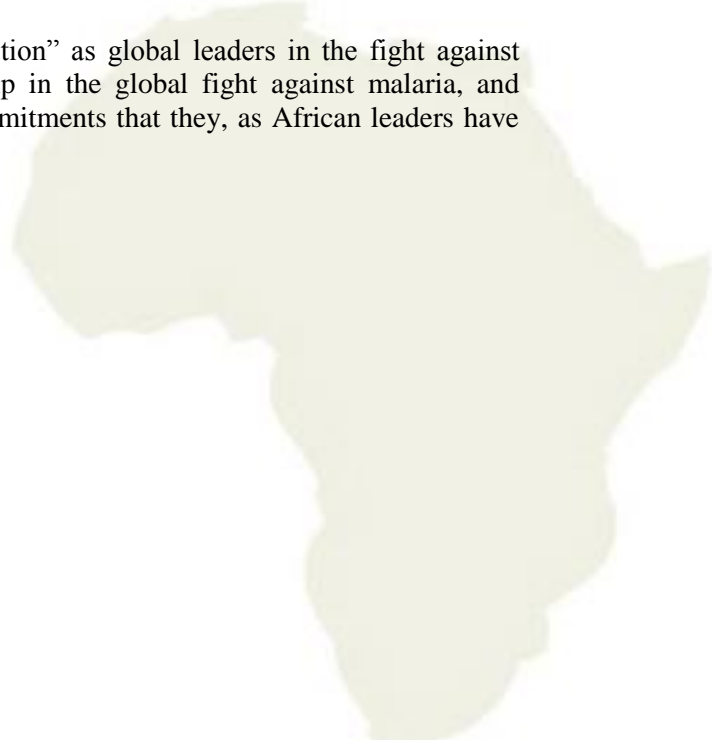 tion” as global leaders in the fight against
p in the global fight against malaria, and
mitments that they, as African leaders have